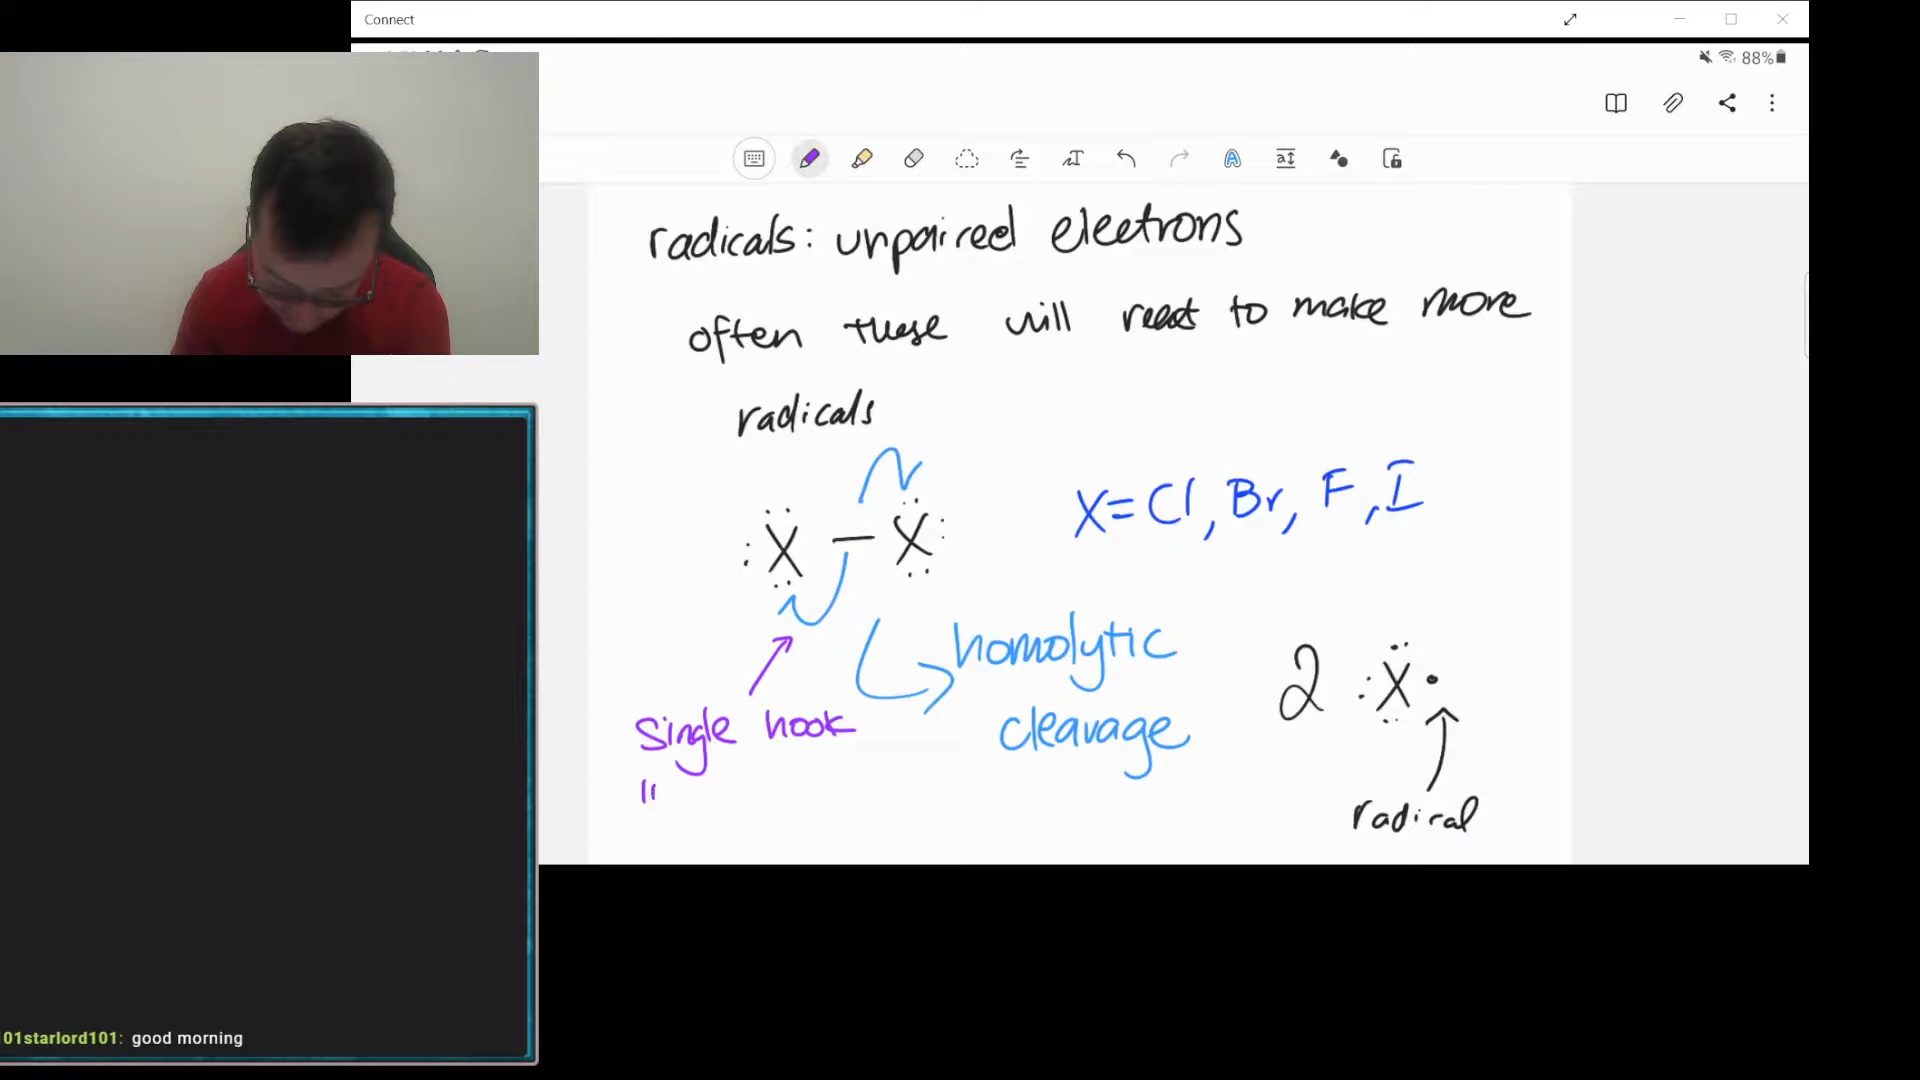 Connect
88%
radicals: unpaired electrons
often these will react to make more
radicals
X=Cl, Br, F, I
:X — X:
homolytic
2 :X•
single hook
cleavage
"
radical
01starlord101: good morning